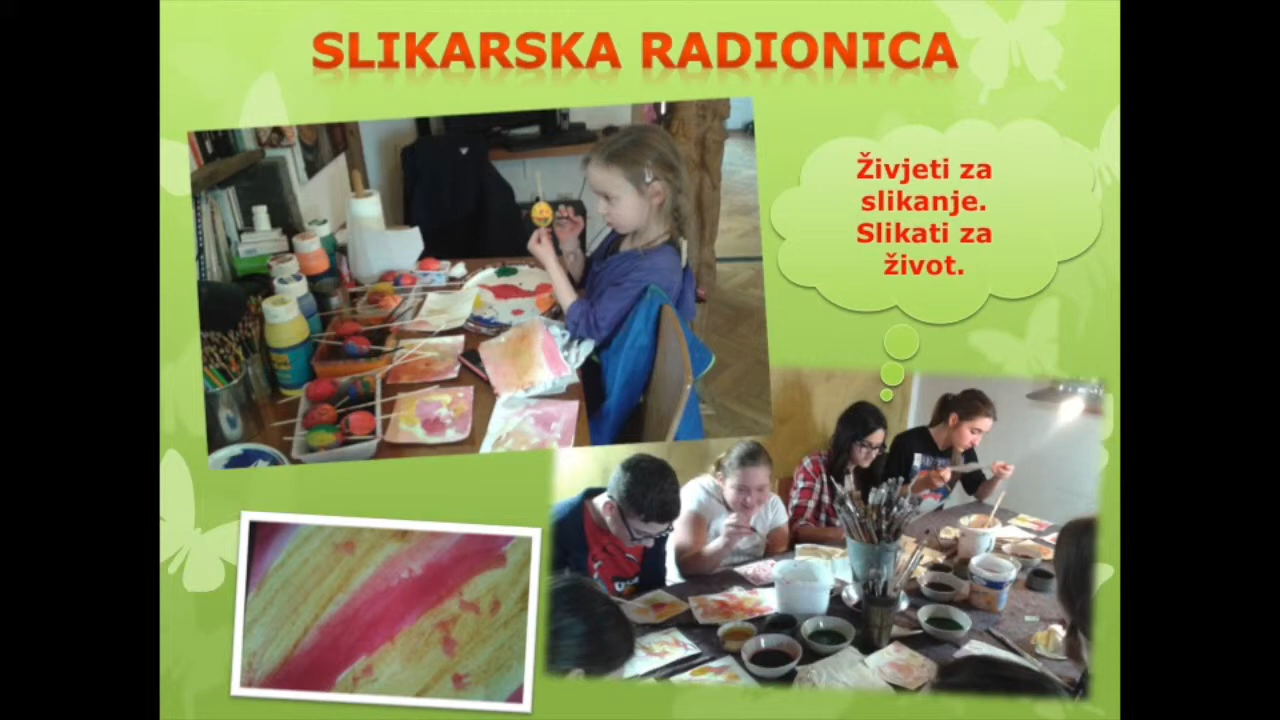 SLIKARSKA RADIONICA
Živjeti za
slikanje.
Slikati za
život.